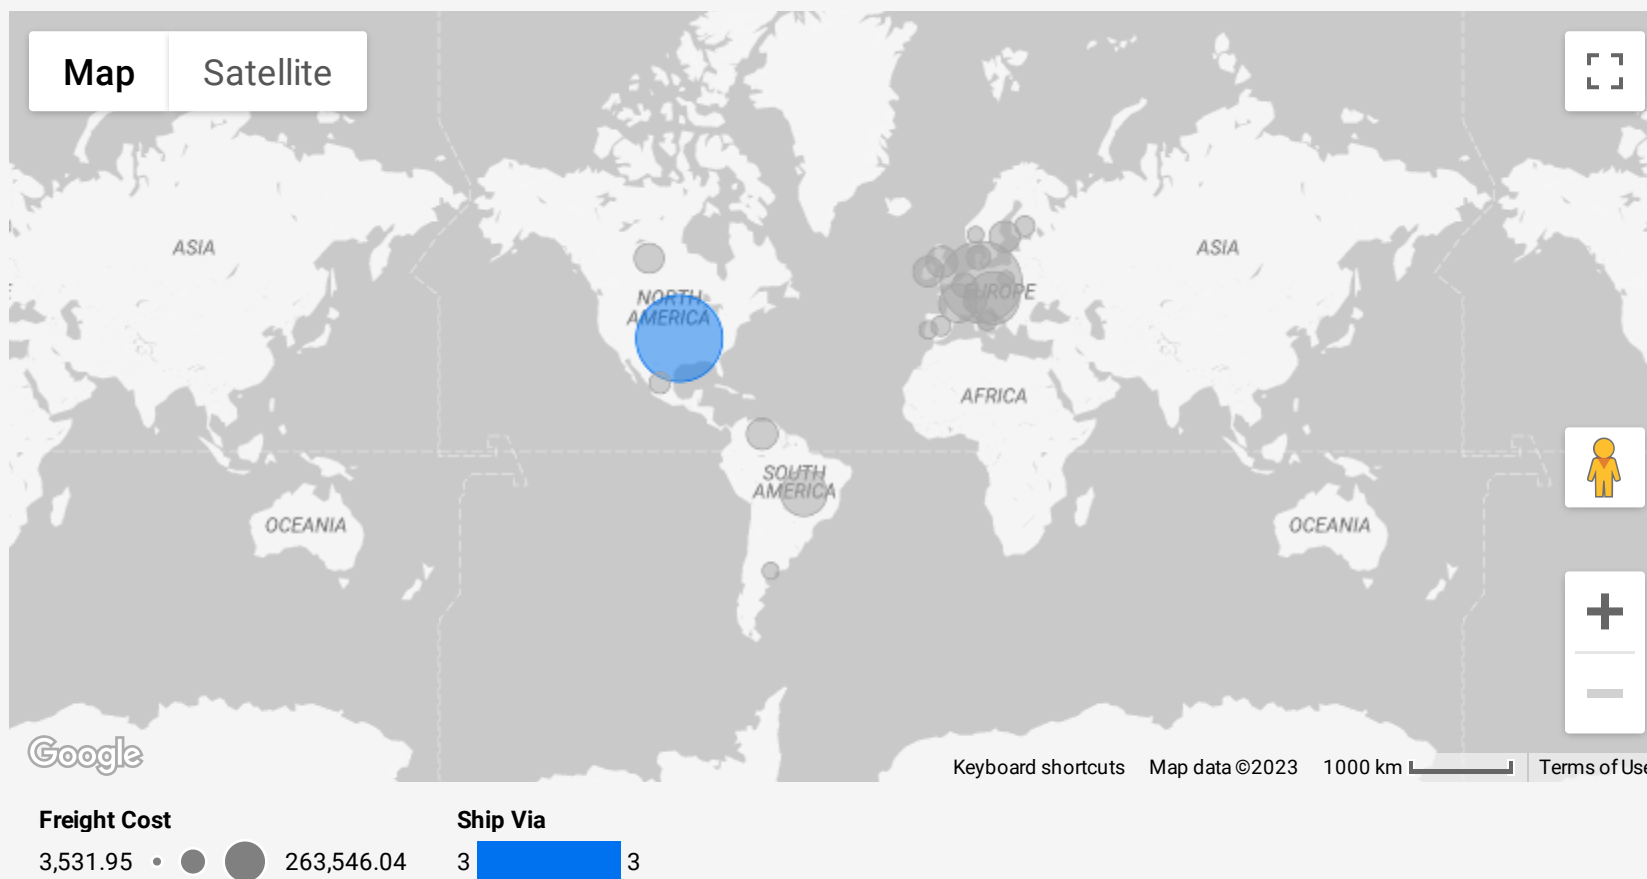 Map Satellite
ASIA
ASIA
NORTH
AMERICA
EUROPE
AFRICA
SOUTH
AMERICA
OCEANIA
OCEANIA
Google
Keyboard shortcuts Map data ©2023 1000 km Terms of Use
Freight Cost Ship Via
3,531.95 263,546.04 3 3